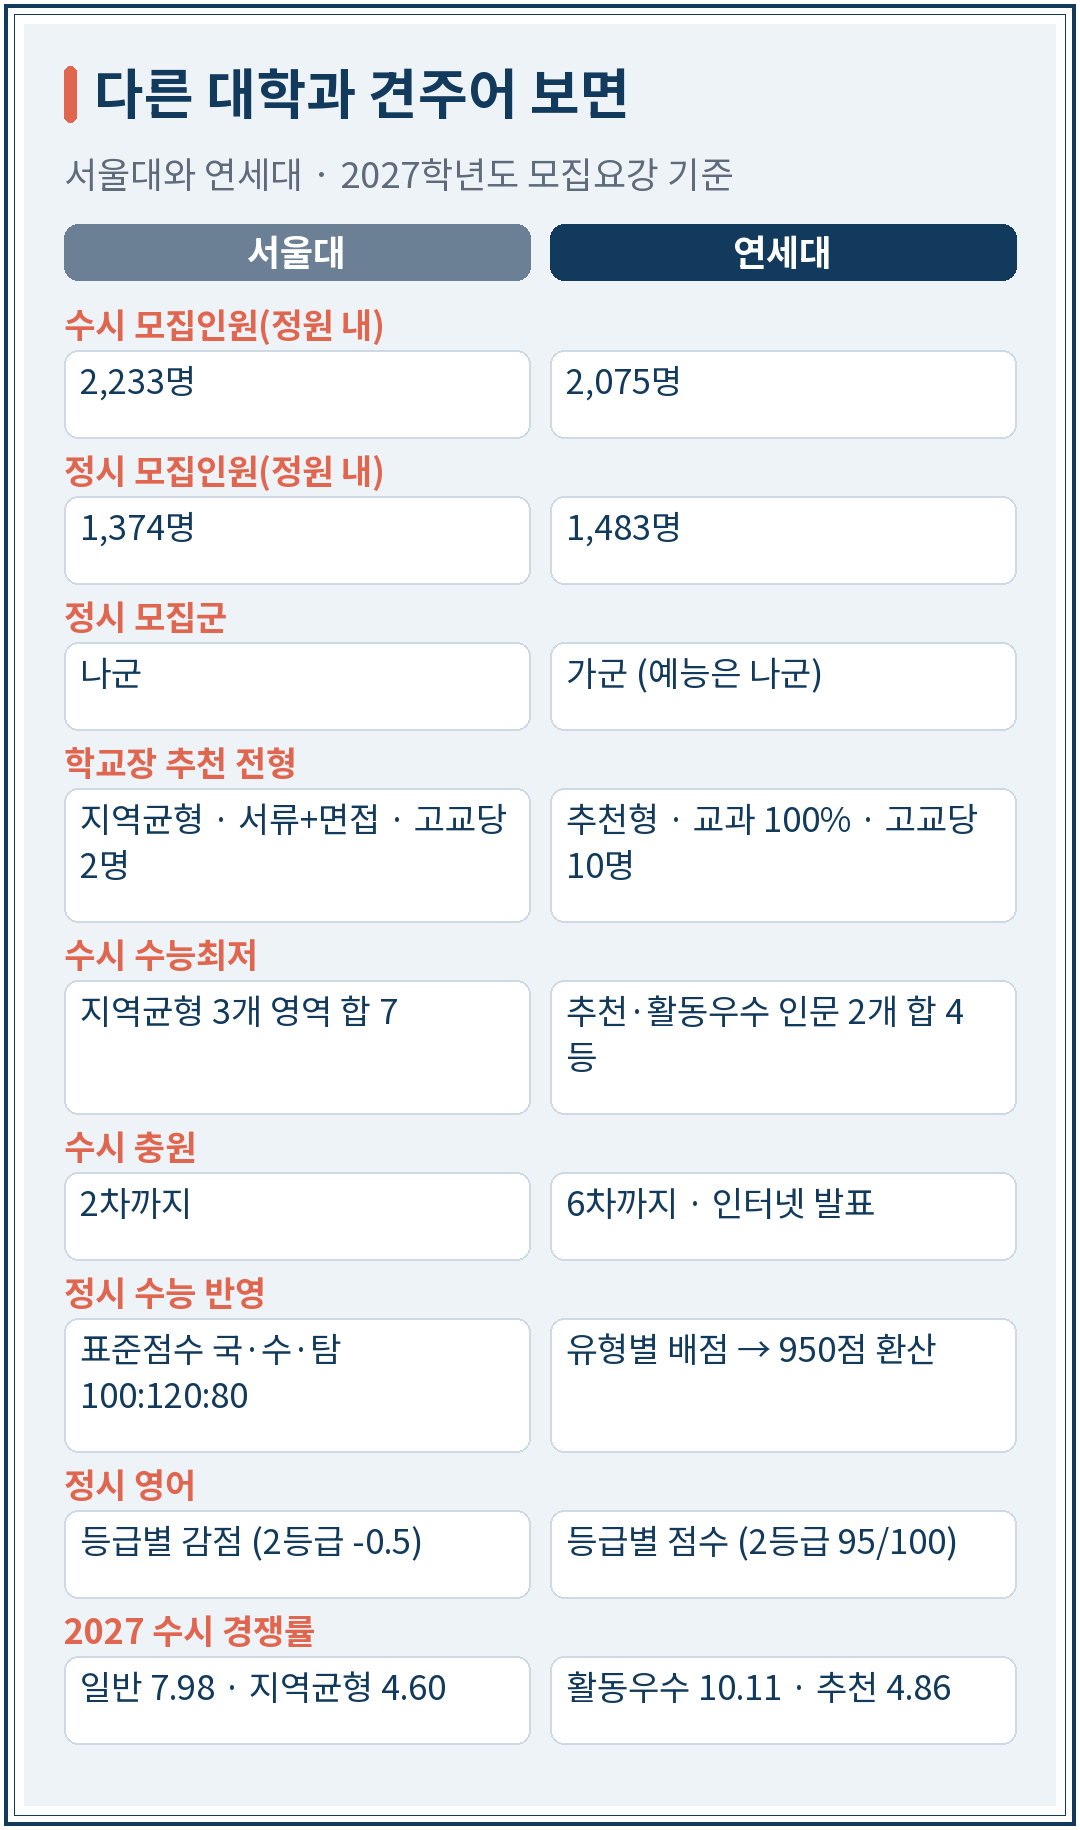 다른 대학과 견주어 보면
서울대와 연세대 · 2027학년도 모집요강 기준
서울대
연세대
수시 모집인원(정원 내)
2,233명
2,075명
정시 모집인원(정원 내)
1,374명
1,483명
정시 모집군
나군
가군 (예능은 나군)
학교장 추천 전형
지역균형 · 서류+면접 · 고교당
2명
추천형 · 교과 100% · 고교당
10명
수시 수능최저
지역균형 3개 영역 합 7
추천·활동우수 인문 2개 합 4
등
수시 충원
2차까지
6차까지 · 인터넷 발표
정시 수능 반영
표준점수 국·수·탐
100:120:80
유형별 배점 → 950점 환산
정시 영어
등급별 감점 (2등급 -0.5)
등급별 점수 (2등급 95/100)
2027 수시 경쟁률
일반 7.98 · 지역균형 4.60
활동우수 10.11 · 추천 4.86